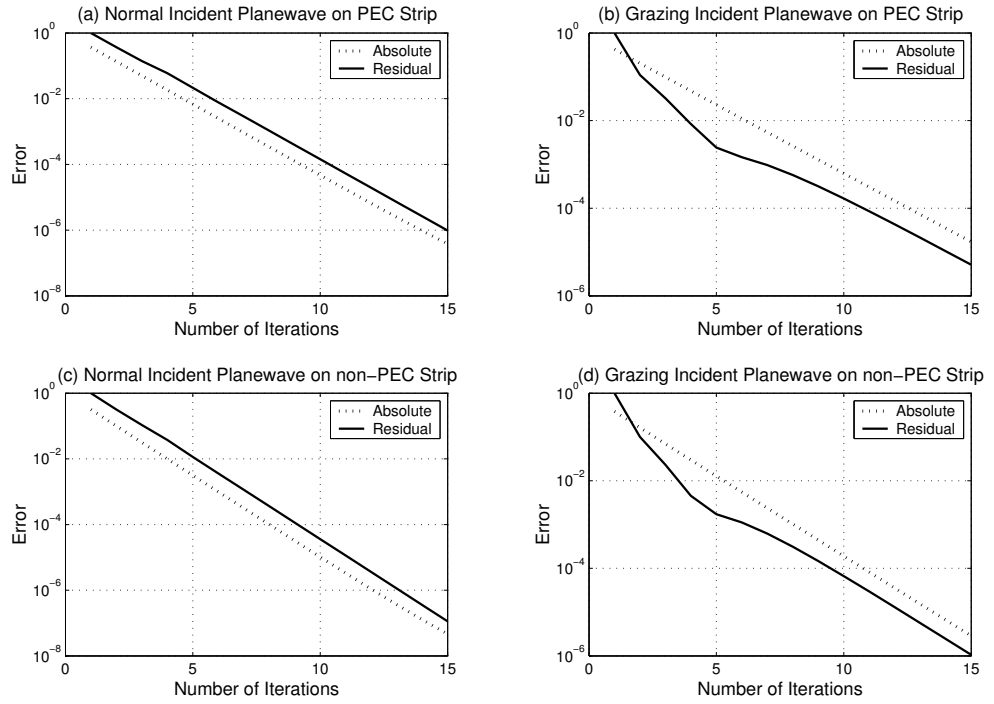 (a) Normal Incident Planewave on PEC Strip
10^0
10^-2
10^-4
10^-6
10^-8
Error
Absolute
Residual
0 5 10 15
Number of Iterations
(b) Grazing Incident Planewave on PEC Strip
10^0
10^-2
10^-4
10^-6
Error
Absolute
Residual
0 5 10 15
Number of Iterations
(c) Normal Incident Planewave on non-PEC Strip
10^0
10^-2
10^-4
10^-6
10^-8
Error
Absolute
Residual
0 5 10 15
Number of Iterations
(d) Grazing Incident Planewave on non-PEC Strip
10^0
10^-2
10^-4
10^-6
Error
Absolute
Residual
0 5 10 15
Number of Iterations